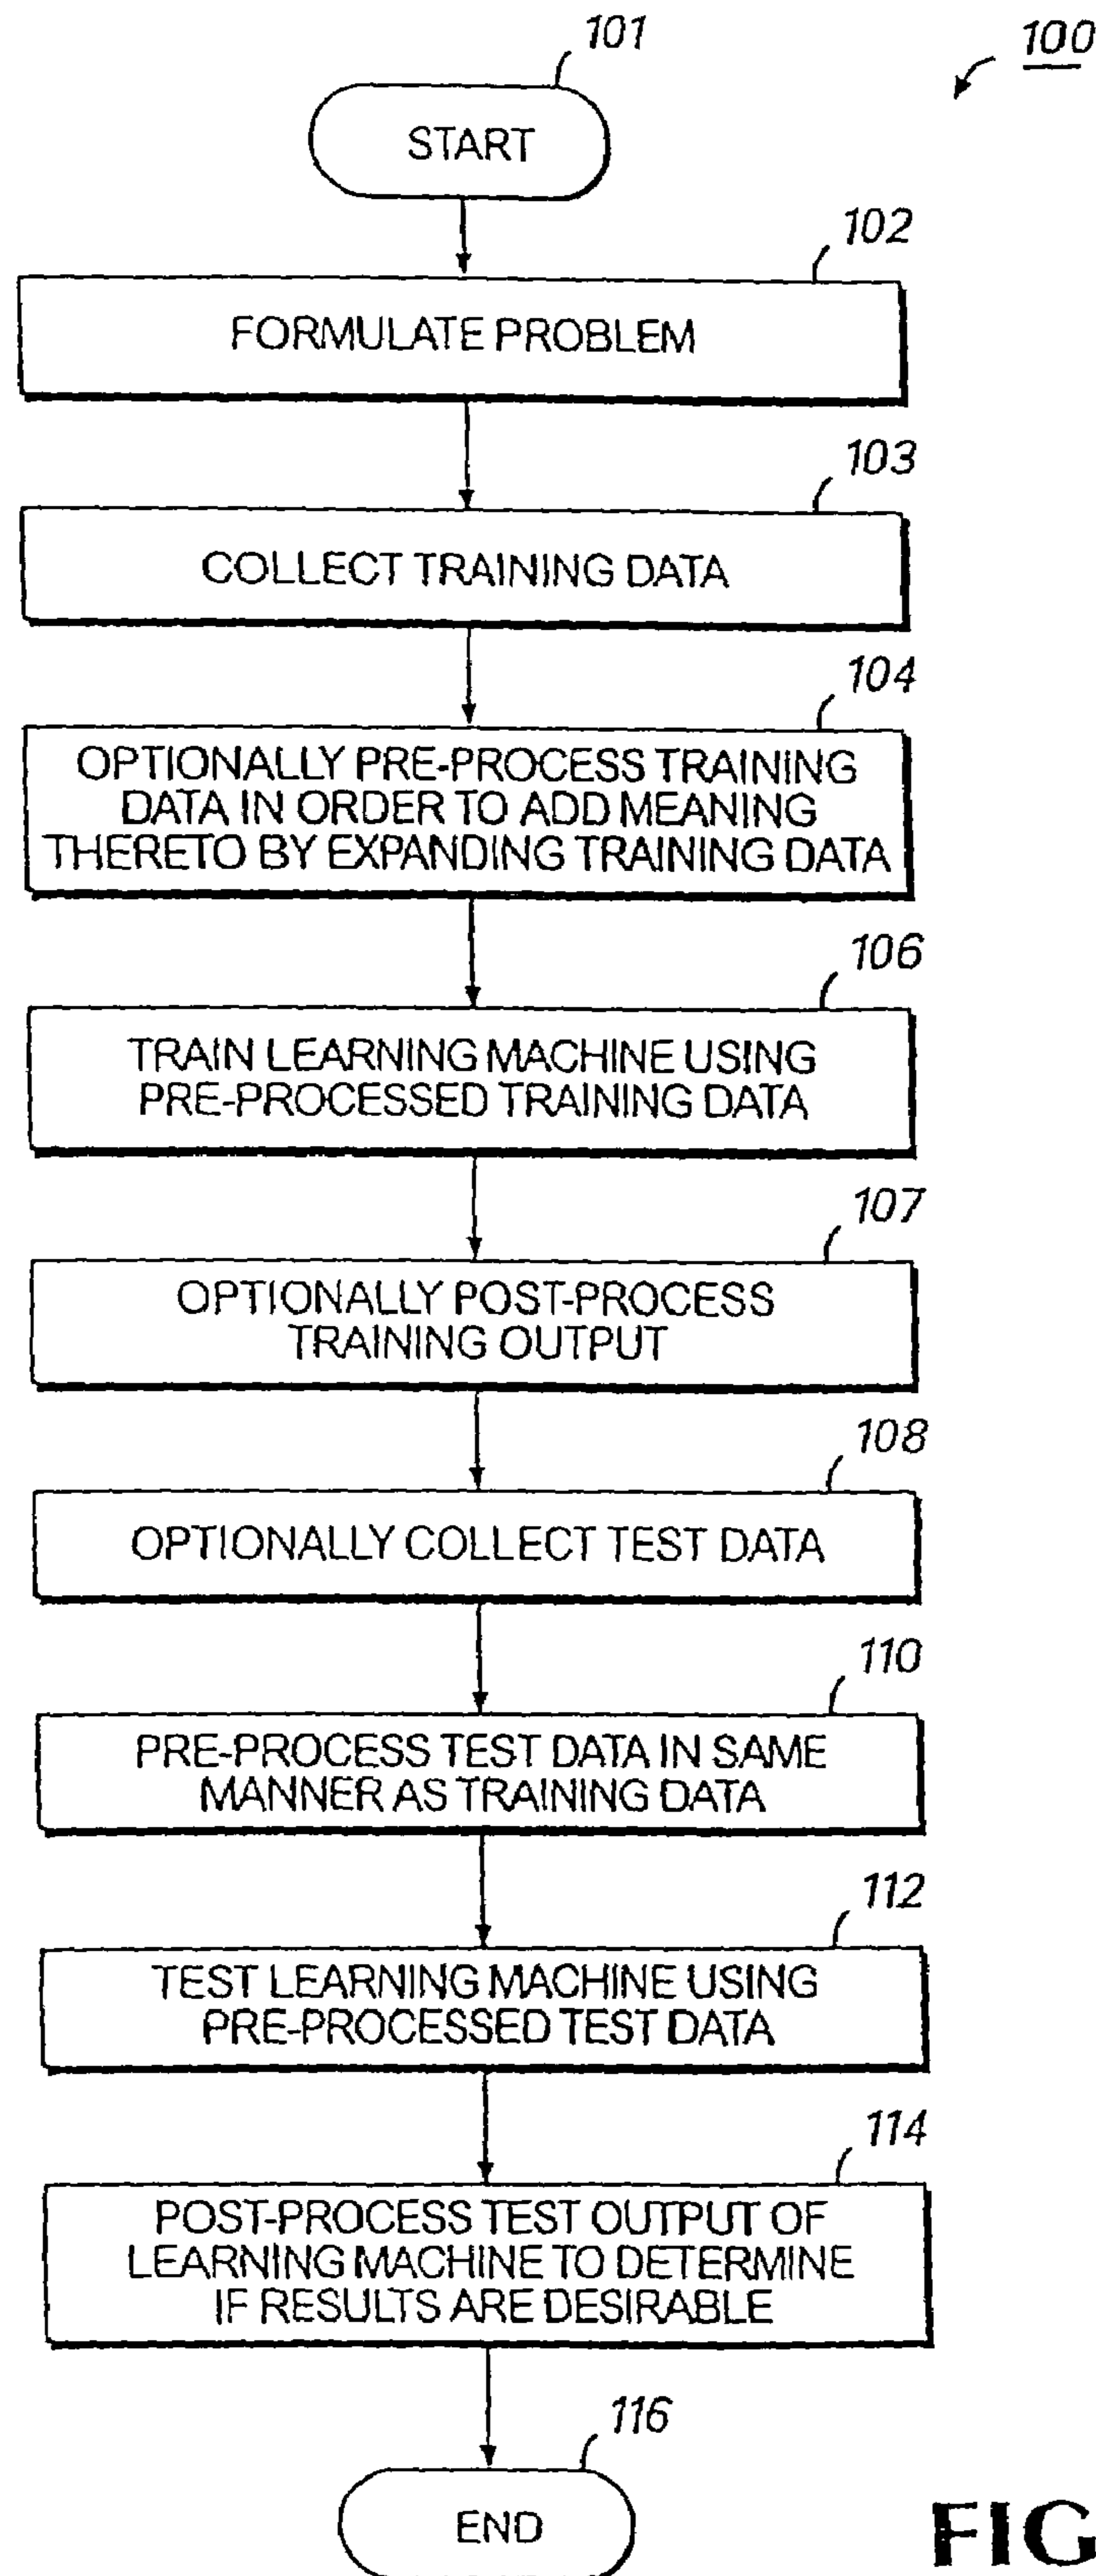 101
100
START
102
FORMULATE PROBLEM
103
COLLECT TRAINING DATA
104
OPTIONALLY PRE-PROCESS TRAINING
DATA IN ORDER TO ADD MEANING
THERETO BY EXPANDING TRAINING DATA
106
TRAIN LEARNING MACHINE USING
PRE-PROCESSED TRAINING DATA
107
OPTIONALLY POST-PROCESS
TRAINING OUTPUT
108
OPTIONALLY COLLECT TEST DATA
110
PRE-PROCESS TEST DATA IN SAME
MANNER AS TRAINING DATA
112
TEST LEARNING MACHINE USING
PRE-PROCESSED TEST DATA
114
POST-PROCESS TEST OUTPUT OF
LEARNING MACHINE TO DETERMINE
IF RESULTS ARE DESIRABLE
116
END
FIG